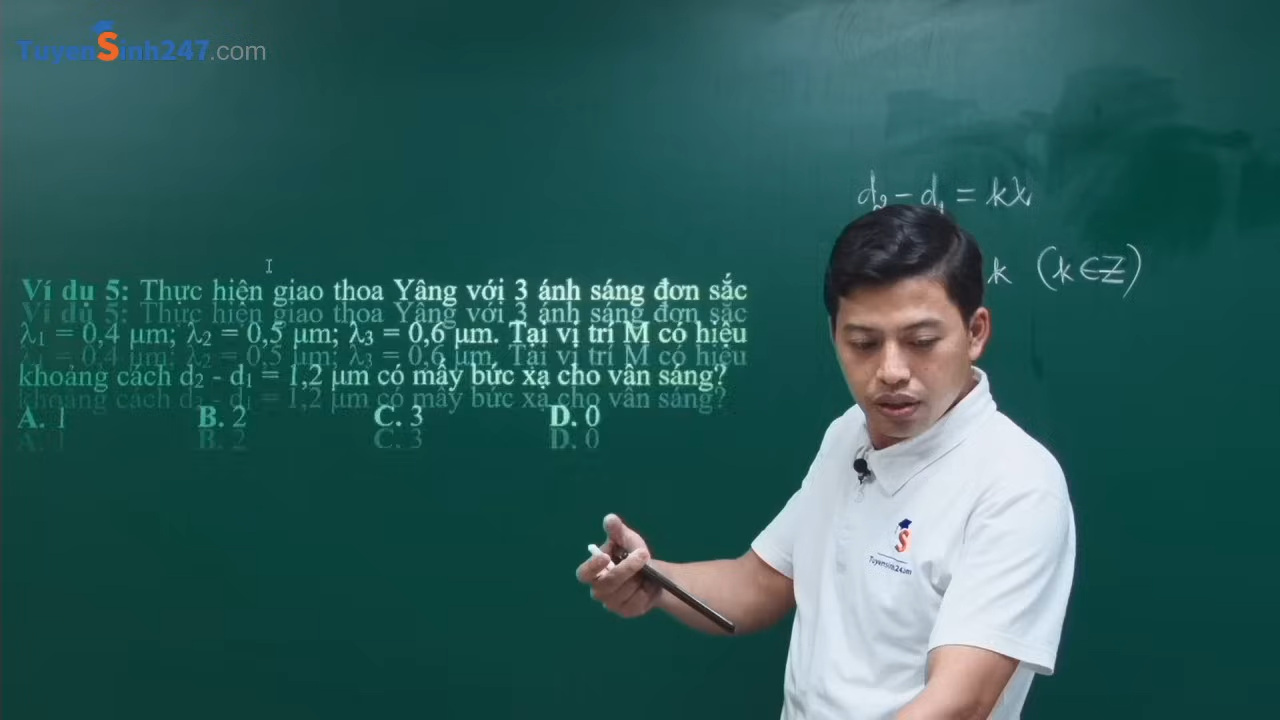 TuyenSinh247.com
d₂ - d₁ = kλ
k (k ∈ Z)
Ví dụ 5: Thực hiện giao thoa Yâng với 3 ánh sáng đơn sắc
λ₁ = 0,4 μm; λ₂ = 0,5 μm; λ₃ = 0,6 μm. Tại vị trí M có hiệu
khoảng cách d₂ - d₁ = 1,2 μm có mấy bức xạ cho vân sáng?
A. 1 B. 2 C. 3 D. 0
S